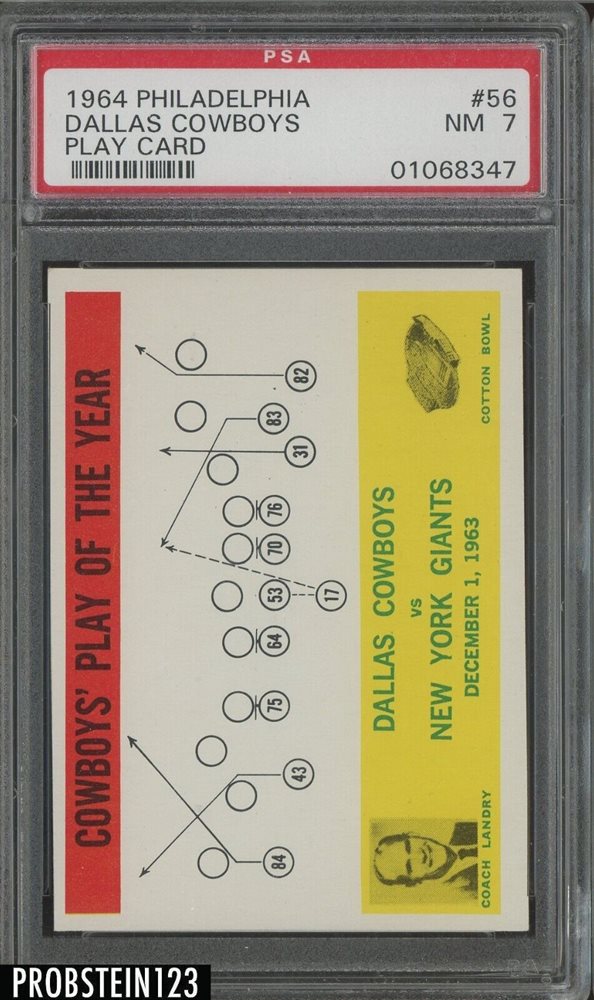 PSA
1964 PHILADELPHIA #56
DALLAS COWBOYS NM 7
PLAY CARD
01068347
COWBOYS' PLAY OF THE YEAR
84
43
75
64
53
17
70
76
31
83
82
COACH LANDRY
DALLAS COWBOYS
vs
NEW YORK GIANTS
DECEMBER 1, 1963
COTTON BOWL
PROBSTEIN123